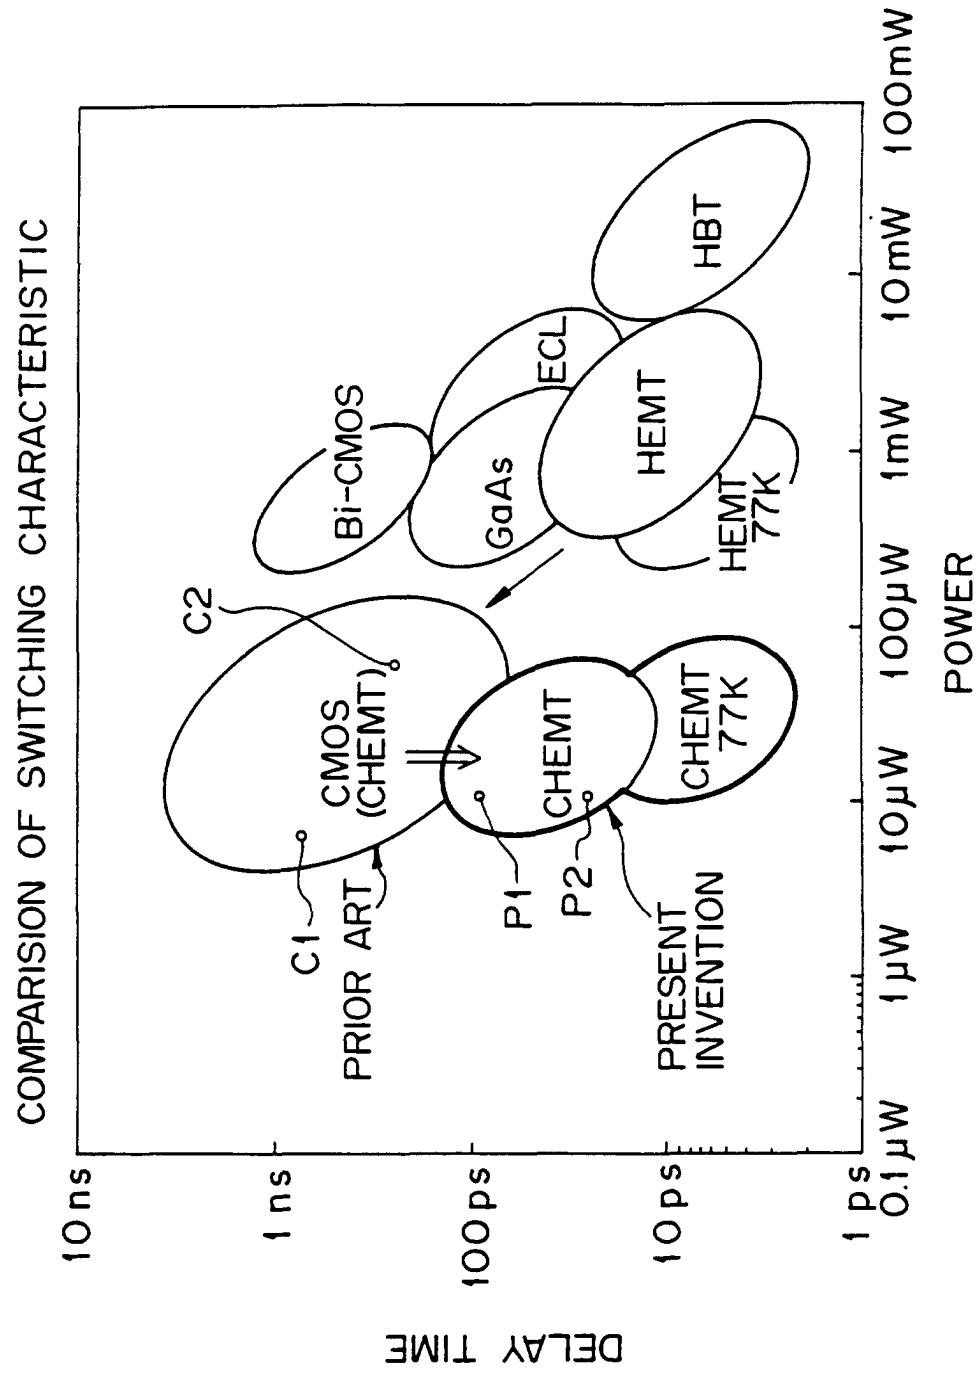 COMPARISION OF SWITCHING CHARACTERISTIC
10ns
1ns
100ps
10ps
1ps
DELAY TIME
C2
C1
PRIOR ART
CMOS
(CHEMT)
Bi-CMOS
ECL
GaAs
HEMT
HBT
HEMT
77K
P1
P2
CHEMT
CHEMT
77K
PRESENT
INVENTION
0.1µW
1µW
10µW
100µW
1mW
10mW
100mW
POWER